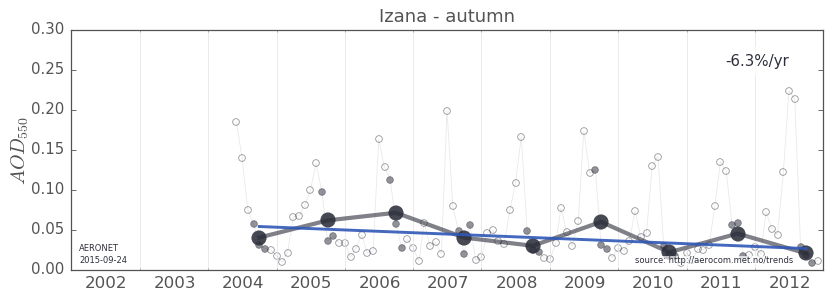 Izana - autumn
0.30
0.25
0.20
0.15
0.10
0.05
0.00
AOD550
-6.3%/yr
AERONET
2015-09-24
source: http://aerocom.met.no/trends
2002 2003 2004 2005 2006 2007 2008 2009 2010 2011 2012